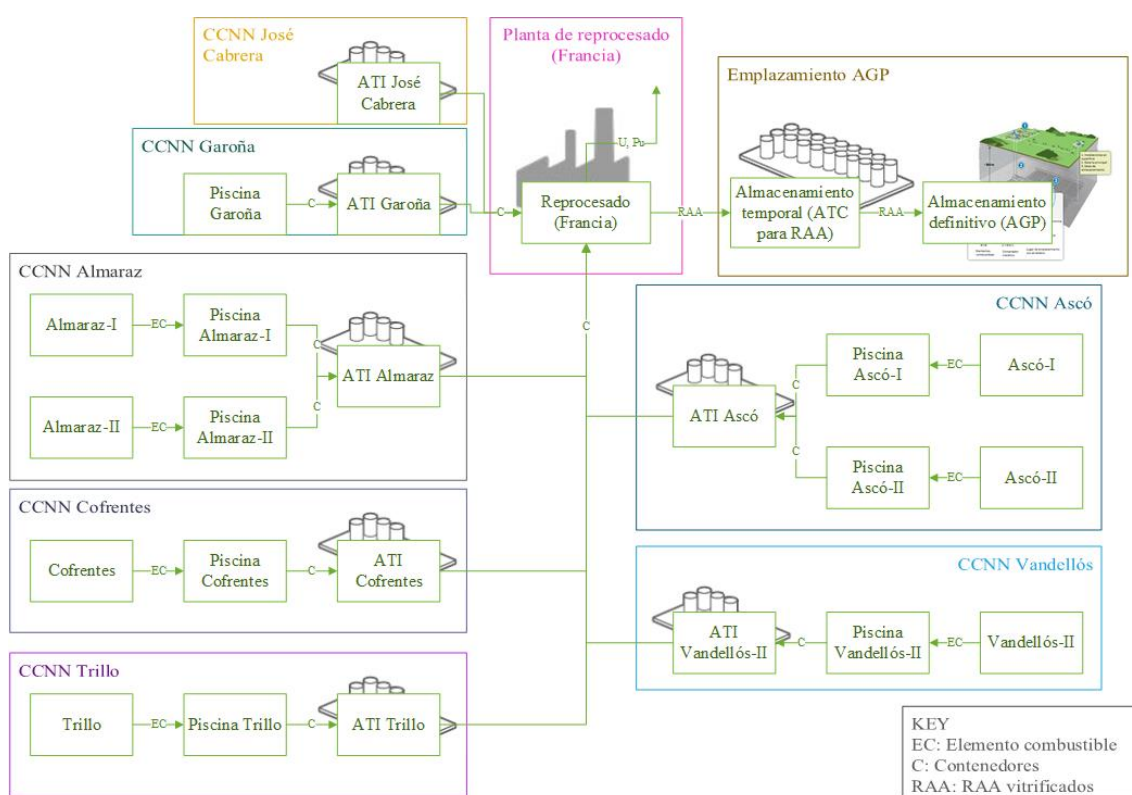 CCNN José
Cabrera
ATI José
Cabrera
CCNN Garoña
Piscina
Garoña
C
ATI Garoña
C
Planta de reprocesado
(Francia)
U, Pu
Reprocesado
(Francia)
RAA
Emplazamiento AGP
Almacenamiento
temporal (ATC
para RAA)
RAA
Almacenamiento
definitivo (AGP)
CCNN Almaraz
Almaraz-I
EC
Piscina
Almaraz-I
C
ATI Almaraz
Almaraz-II
EC
Piscina
Almaraz-II
C
C
CCNN Ascó
Piscina
Ascó-I
EC
Ascó-I
C
ATI Ascó
C
Piscina
Ascó-II
EC
Ascó-II
CCNN Cofrentes
Cofrentes
EC
Piscina
Cofrentes
C
ATI
Cofrentes
CCNN Vandellós
ATI
Vandellós-II
C
Piscina
Vandellós-II
EC
Vandellós-II
CCNN Trillo
Trillo
EC
Piscina Trillo
C
ATI Trillo
KEY
EC: Elemento combustible
C: Contenedores
RAA: RAA vitrificados